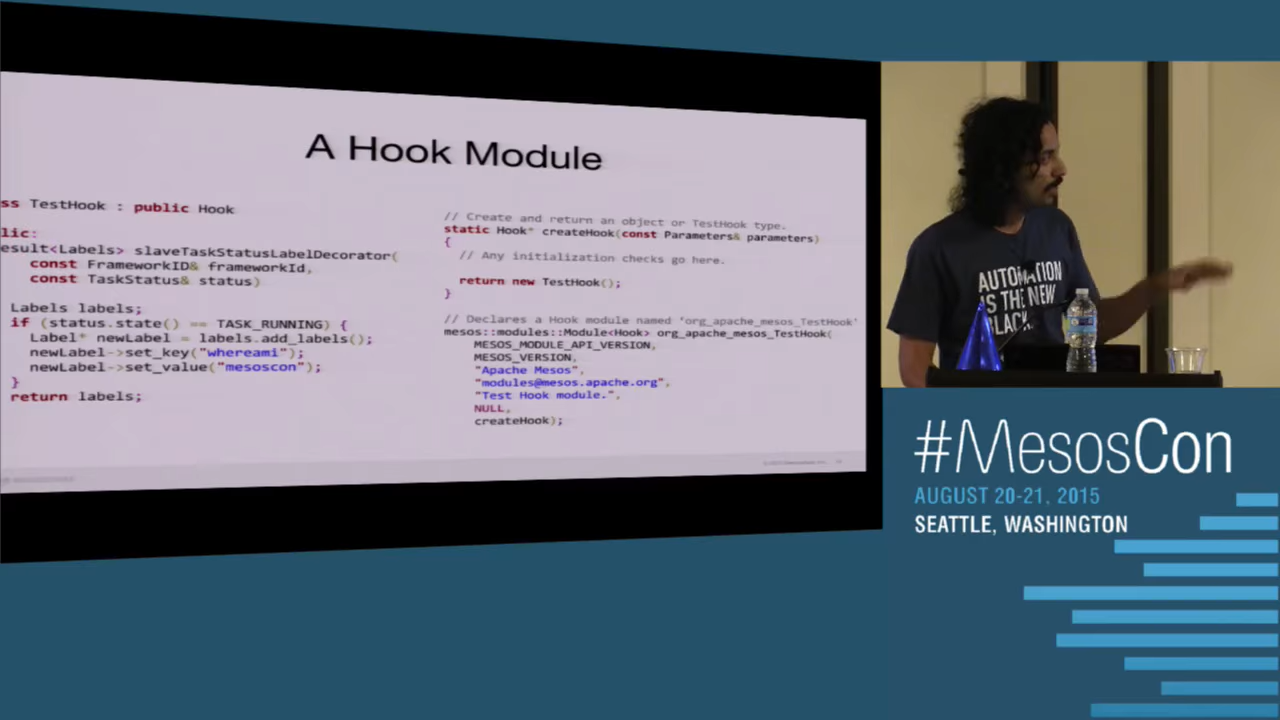 A Hook Module
ss TestHook : public Hook
lic:
esult<Labels> slaveTaskStatusLabelDecorator(
const FrameworkID& frameworkId,
const TaskStatus& status)
Labels labels;
if (status.state() == TASK_RUNNING) {
Label* newLabel = labels.add_labels();
newLabel->set_key("whereami");
newLabel->set_value("mesoscon");
}
return labels;
// Create and return an object or TestHook type.
static Hook* createHook(const Parameters& parameters)
{
// Any initialization checks go here.
return new TestHook();
}
// Declares a Hook module named 'org_apache_mesos_TestHook'
mesos::modules::Module<Hook> org_apache_mesos_TestHook(
MESOS_MODULE_API_VERSION,
MESOS_VERSION,
"Apache Mesos",
"modules@mesos.apache.org",
"Test Hook module.",
NULL,
createHook);
AUTOMATION
IS THE NEW
BLACK.
#MesosCon
AUGUST 20-21, 2015
SEATTLE, WASHINGTON